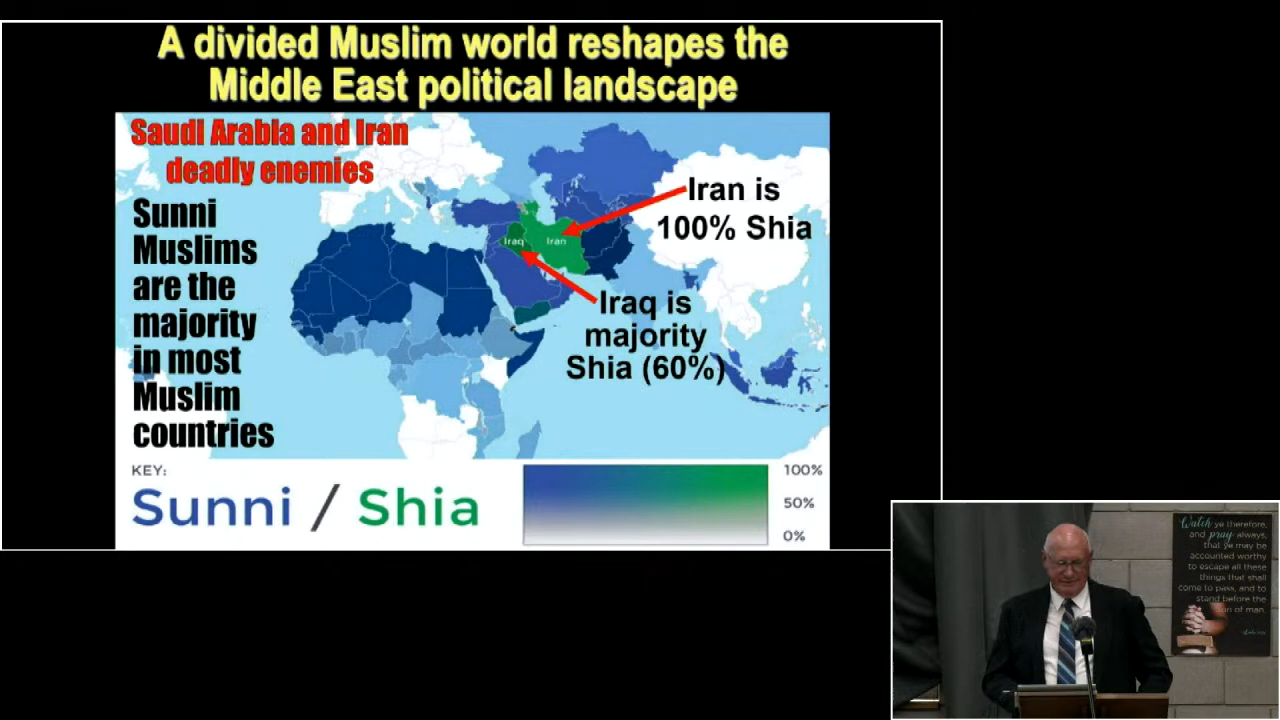 A divided Muslim world reshapes the
Middle East political landscape
Saudi Arabia and Iran
deadly enemies
Sunni
Muslims
are the
majority
in most
Muslim
countries
Iran is
100% Shia
Iraq
Iran
Iraq is
majority
Shia (60%)
KEY:
Sunni / Shia
100%
50%
0%
Watch ye therefore,
and pray always,
that ye may be
accounted worthy
to escape all these
things that shall
come to pass, and to
stand before the
Son of man.